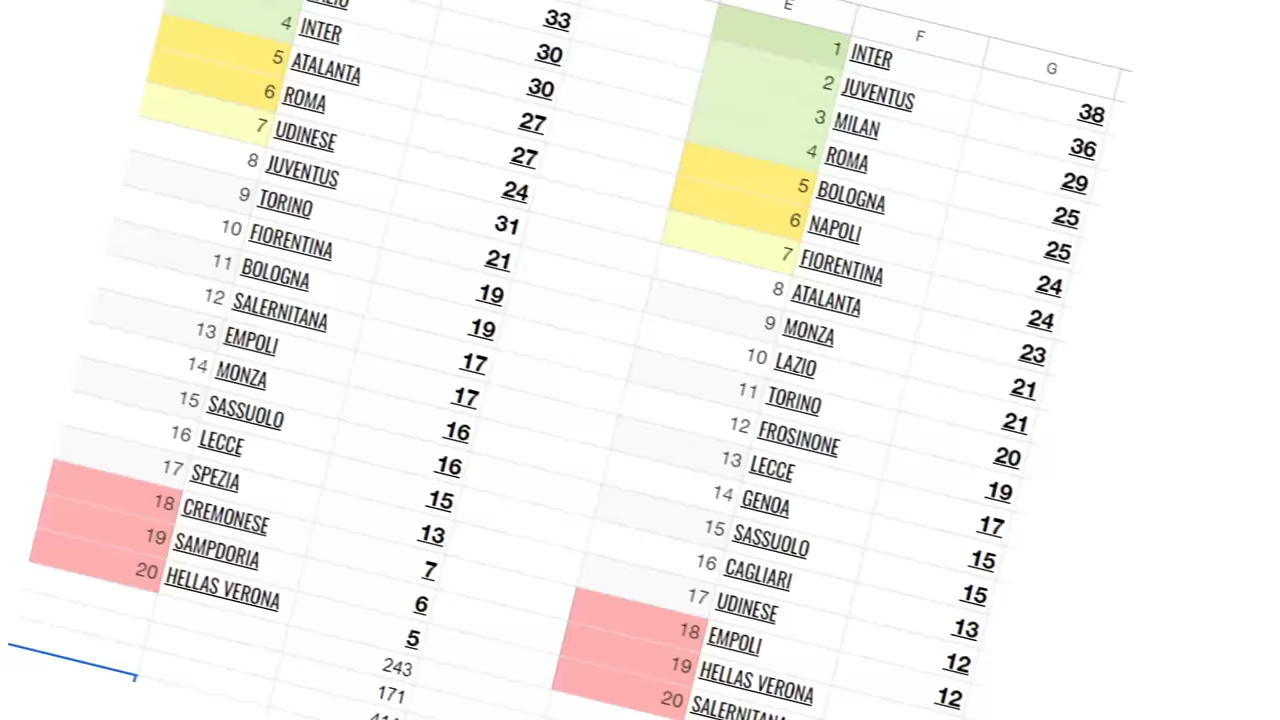 33
30
4 INTER 30
5 ATALANTA 27
6 ROMA 27
7 UDINESE 24
8 JUVENTUS 31
9 TORINO 21
10 FIORENTINA 19
11 BOLOGNA 19
12 SALERNITANA 17
13 EMPOLI 17
14 MONZA 16
15 SASSUOLO 16
16 LECCE 15
17 SPEZIA 13
18 CREMONESE 7
19 SAMPDORIA 6
20 HELLAS VERONA 5
243
171
E F G
1 INTER 38
2 JUVENTUS 36
3 MILAN 29
4 ROMA 25
5 BOLOGNA 25
6 NAPOLI 24
7 FIORENTINA 24
8 ATALANTA 23
9 MONZA 21
10 LAZIO 21
11 TORINO 20
12 FROSINONE 19
13 LECCE 17
14 GENOA 15
15 SASSUOLO 15
16 CAGLIARI 13
17 UDINESE 12
18 EMPOLI 12
19 HELLAS VERONA
20 SALERNITANA